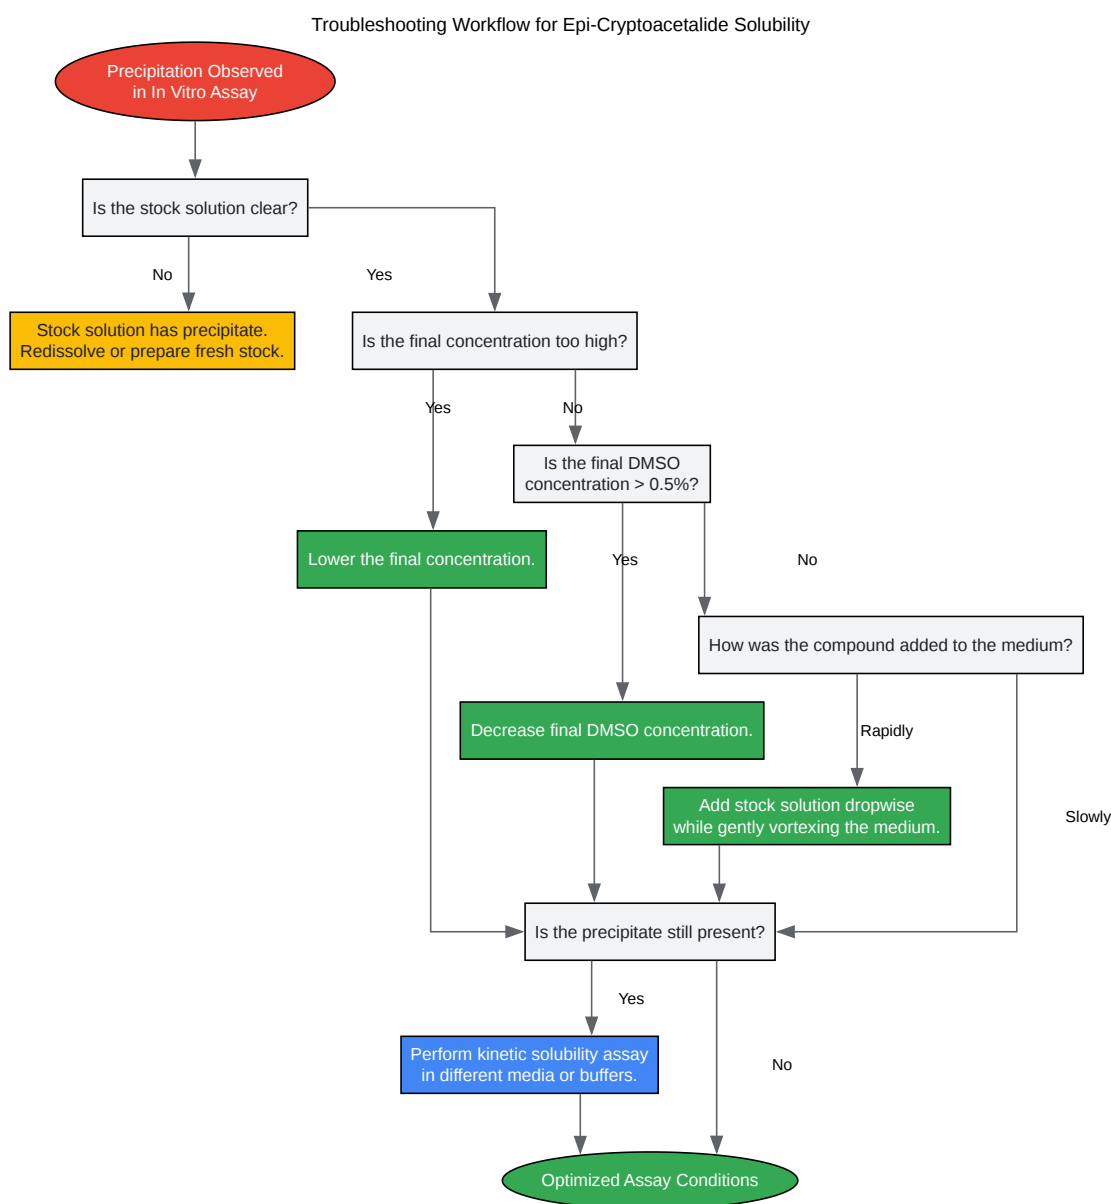 Troubleshooting Workflow for Epi-Cryptoacetalide Solubility
Precipitation Observed
in In Vitro Assay
Is the stock solution clear?
No
Yes
Stock solution has precipitate.
Redissolve or prepare fresh stock.
Is the final concentration too high?
Yes
No
Is the final DMSO
concentration > 0.5%?
Lower the final concentration.
Yes
No
How was the compound added to the medium?
Decrease final DMSO concentration.
Rapidly
Add stock solution dropwise
while gently vortexing the medium.
Slowly
Is the precipitate still present?
Yes
Perform kinetic solubility assay
in different media or buffers.
No
Optimized Assay Conditions